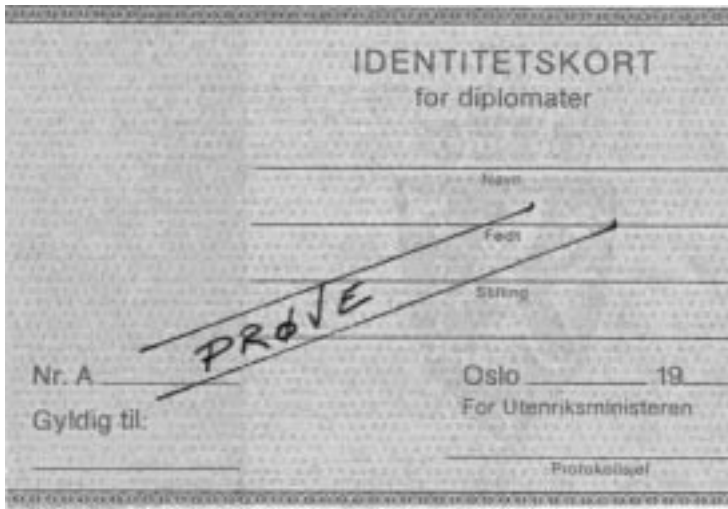 IDENTITETSKORT
for diplomater
Navn
Født
Stilling
PRØVE
Nr. A
Oslo 19
Gyldig til:
For Utenriksministeren
Protokollsjef